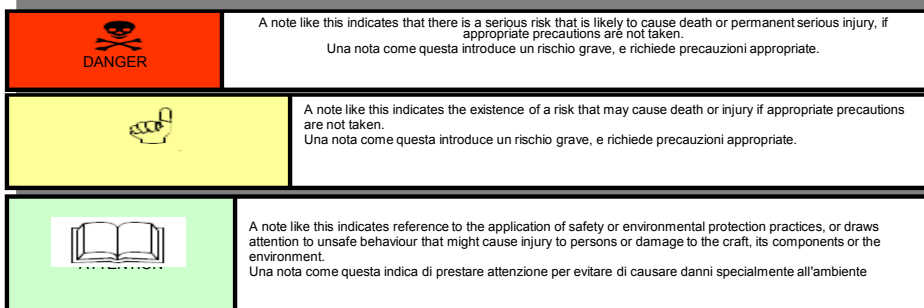 A note like this indicates that there is a serious risk that is likely to cause death or permanent serious injury, if
appropriate precautions are not taken.
Una nota come questa introduce un rischio grave, e richiede precauzioni appropriate.
DANGER
A note like this indicates the existence of a risk that may cause death or injury if appropriate precautions
are not taken.
Una nota come questa introduce un rischio grave, e richiede precauzioni appropriate.
A note like this indicates reference to the application of safety or environmental protection practices, or draws
attention to unsafe behaviour that might cause injury to persons or damage to the craft, its components or the
environment.
Una nota come questa indica di prestare attenzione per evitare di causare danni specialmente all'ambiente